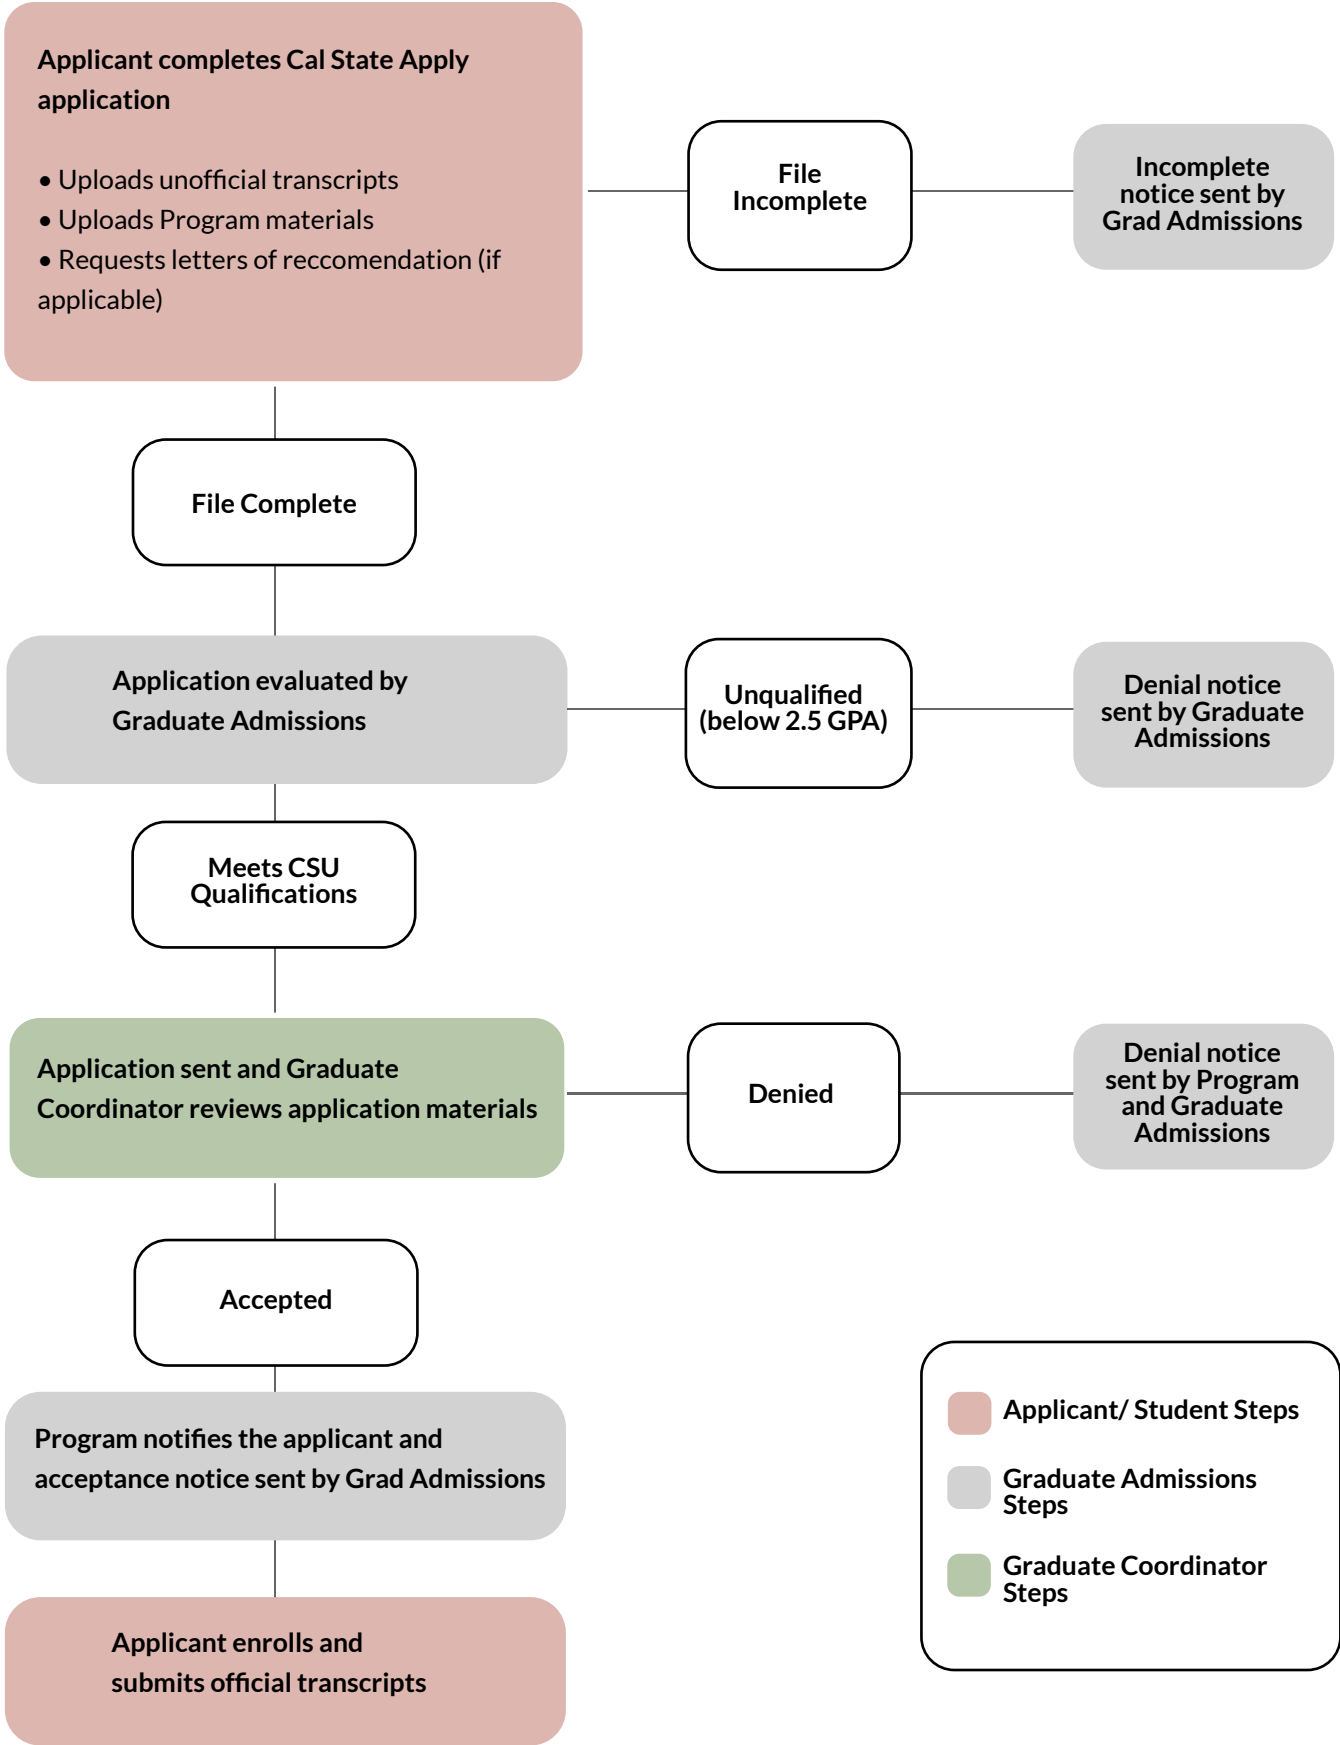 Applicant completes Cal State Apply
application
• Uploads unofficial transcripts
• Uploads Program materials
• Requests letters of reccomendation (if
applicable)
File
Incomplete
Incomplete
notice sent by
Grad Admissions
File Complete
Application evaluated by
Graduate Admissions
Unqualified
(below 2.5 GPA)
Denial notice
sent by Graduate
Admissions
Meets CSU
Qualifications
Application sent and Graduate
Coordinator reviews application materials
Denied
Denial notice
sent by Program
and Graduate
Admissions
Accepted
Program notifies the applicant and
acceptance notice sent by Grad Admissions
Applicant enrolls and
submits official transcripts
Applicant/ Student Steps
Graduate Admissions
Steps
Graduate Coordinator
Steps